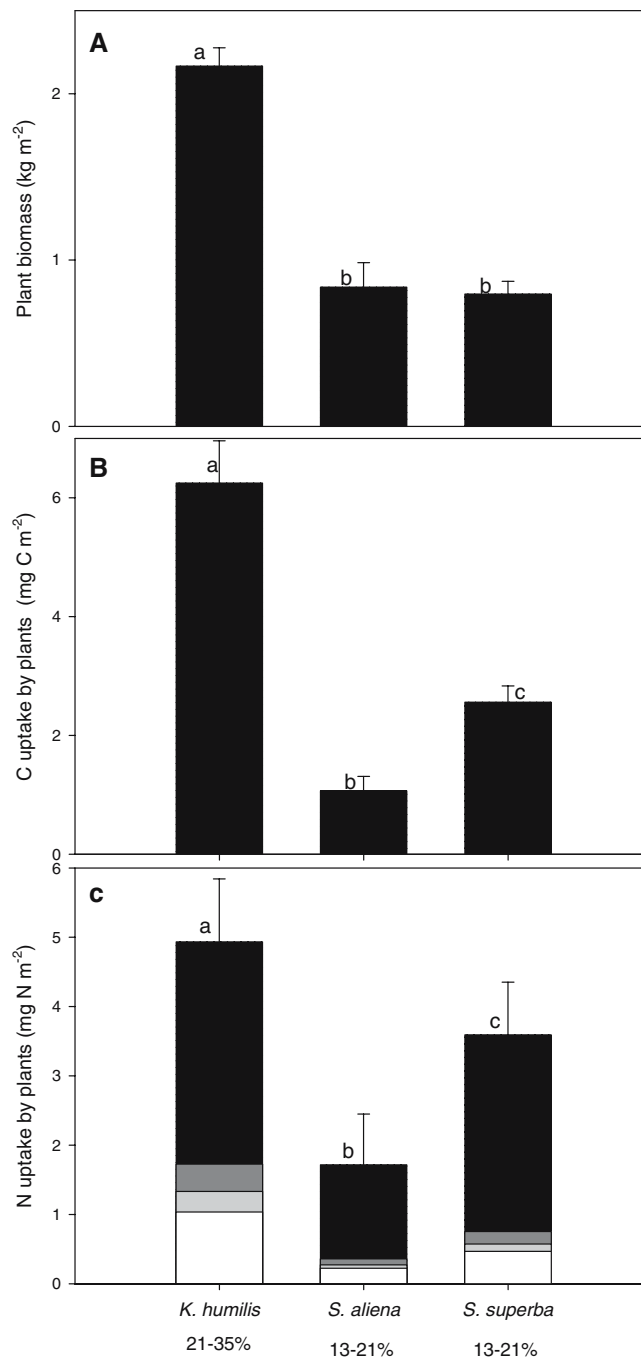 A
Plant biomass (kg m-2)
2
1
0
a
b
b
B
C uptake by plants (mg C m-2)
6
4
2
0
a
b
c
c
N uptake by plants (mg N m-2)
6
5
4
3
2
1
0
a
b
c
K. humilis
S. aliena
S. superba
21-35%
13-21%
13-21%